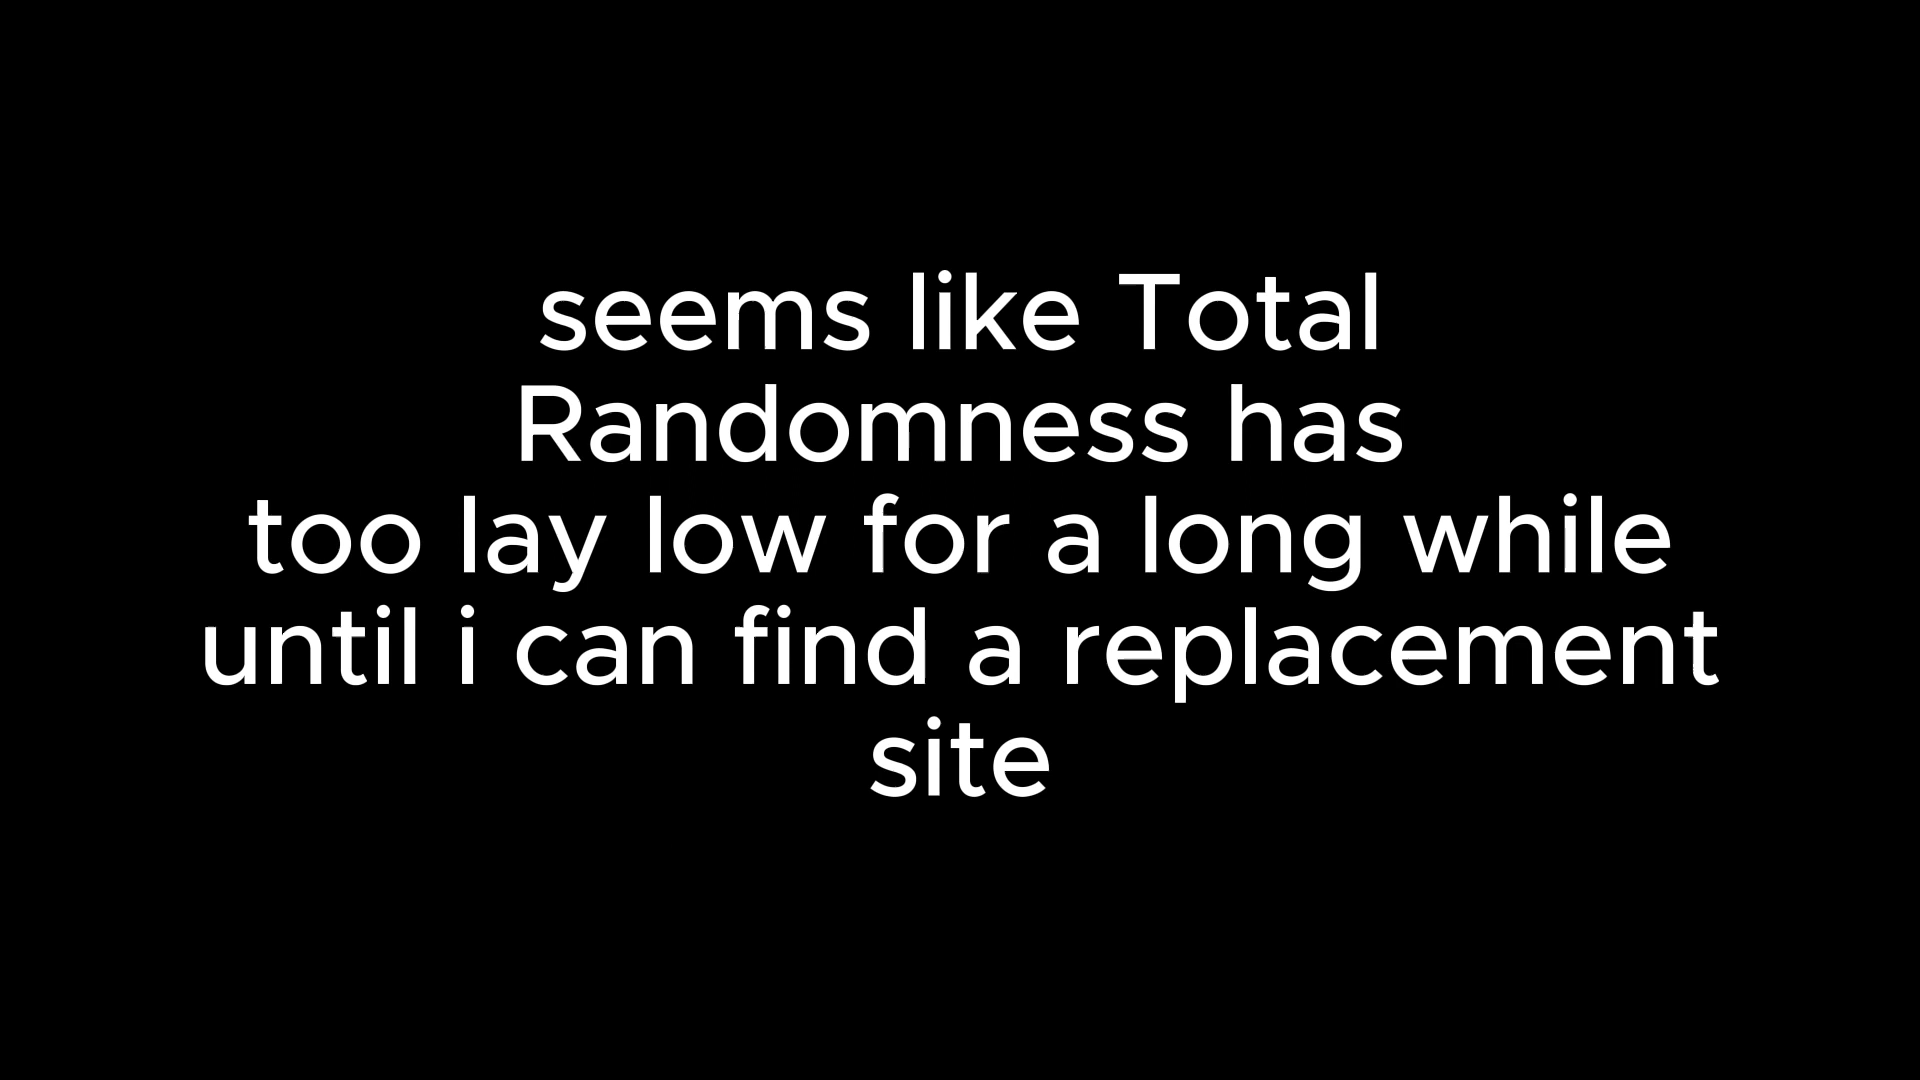 seems like Total
Randomness has
too lay low for a long while
until i can find a replacement
site